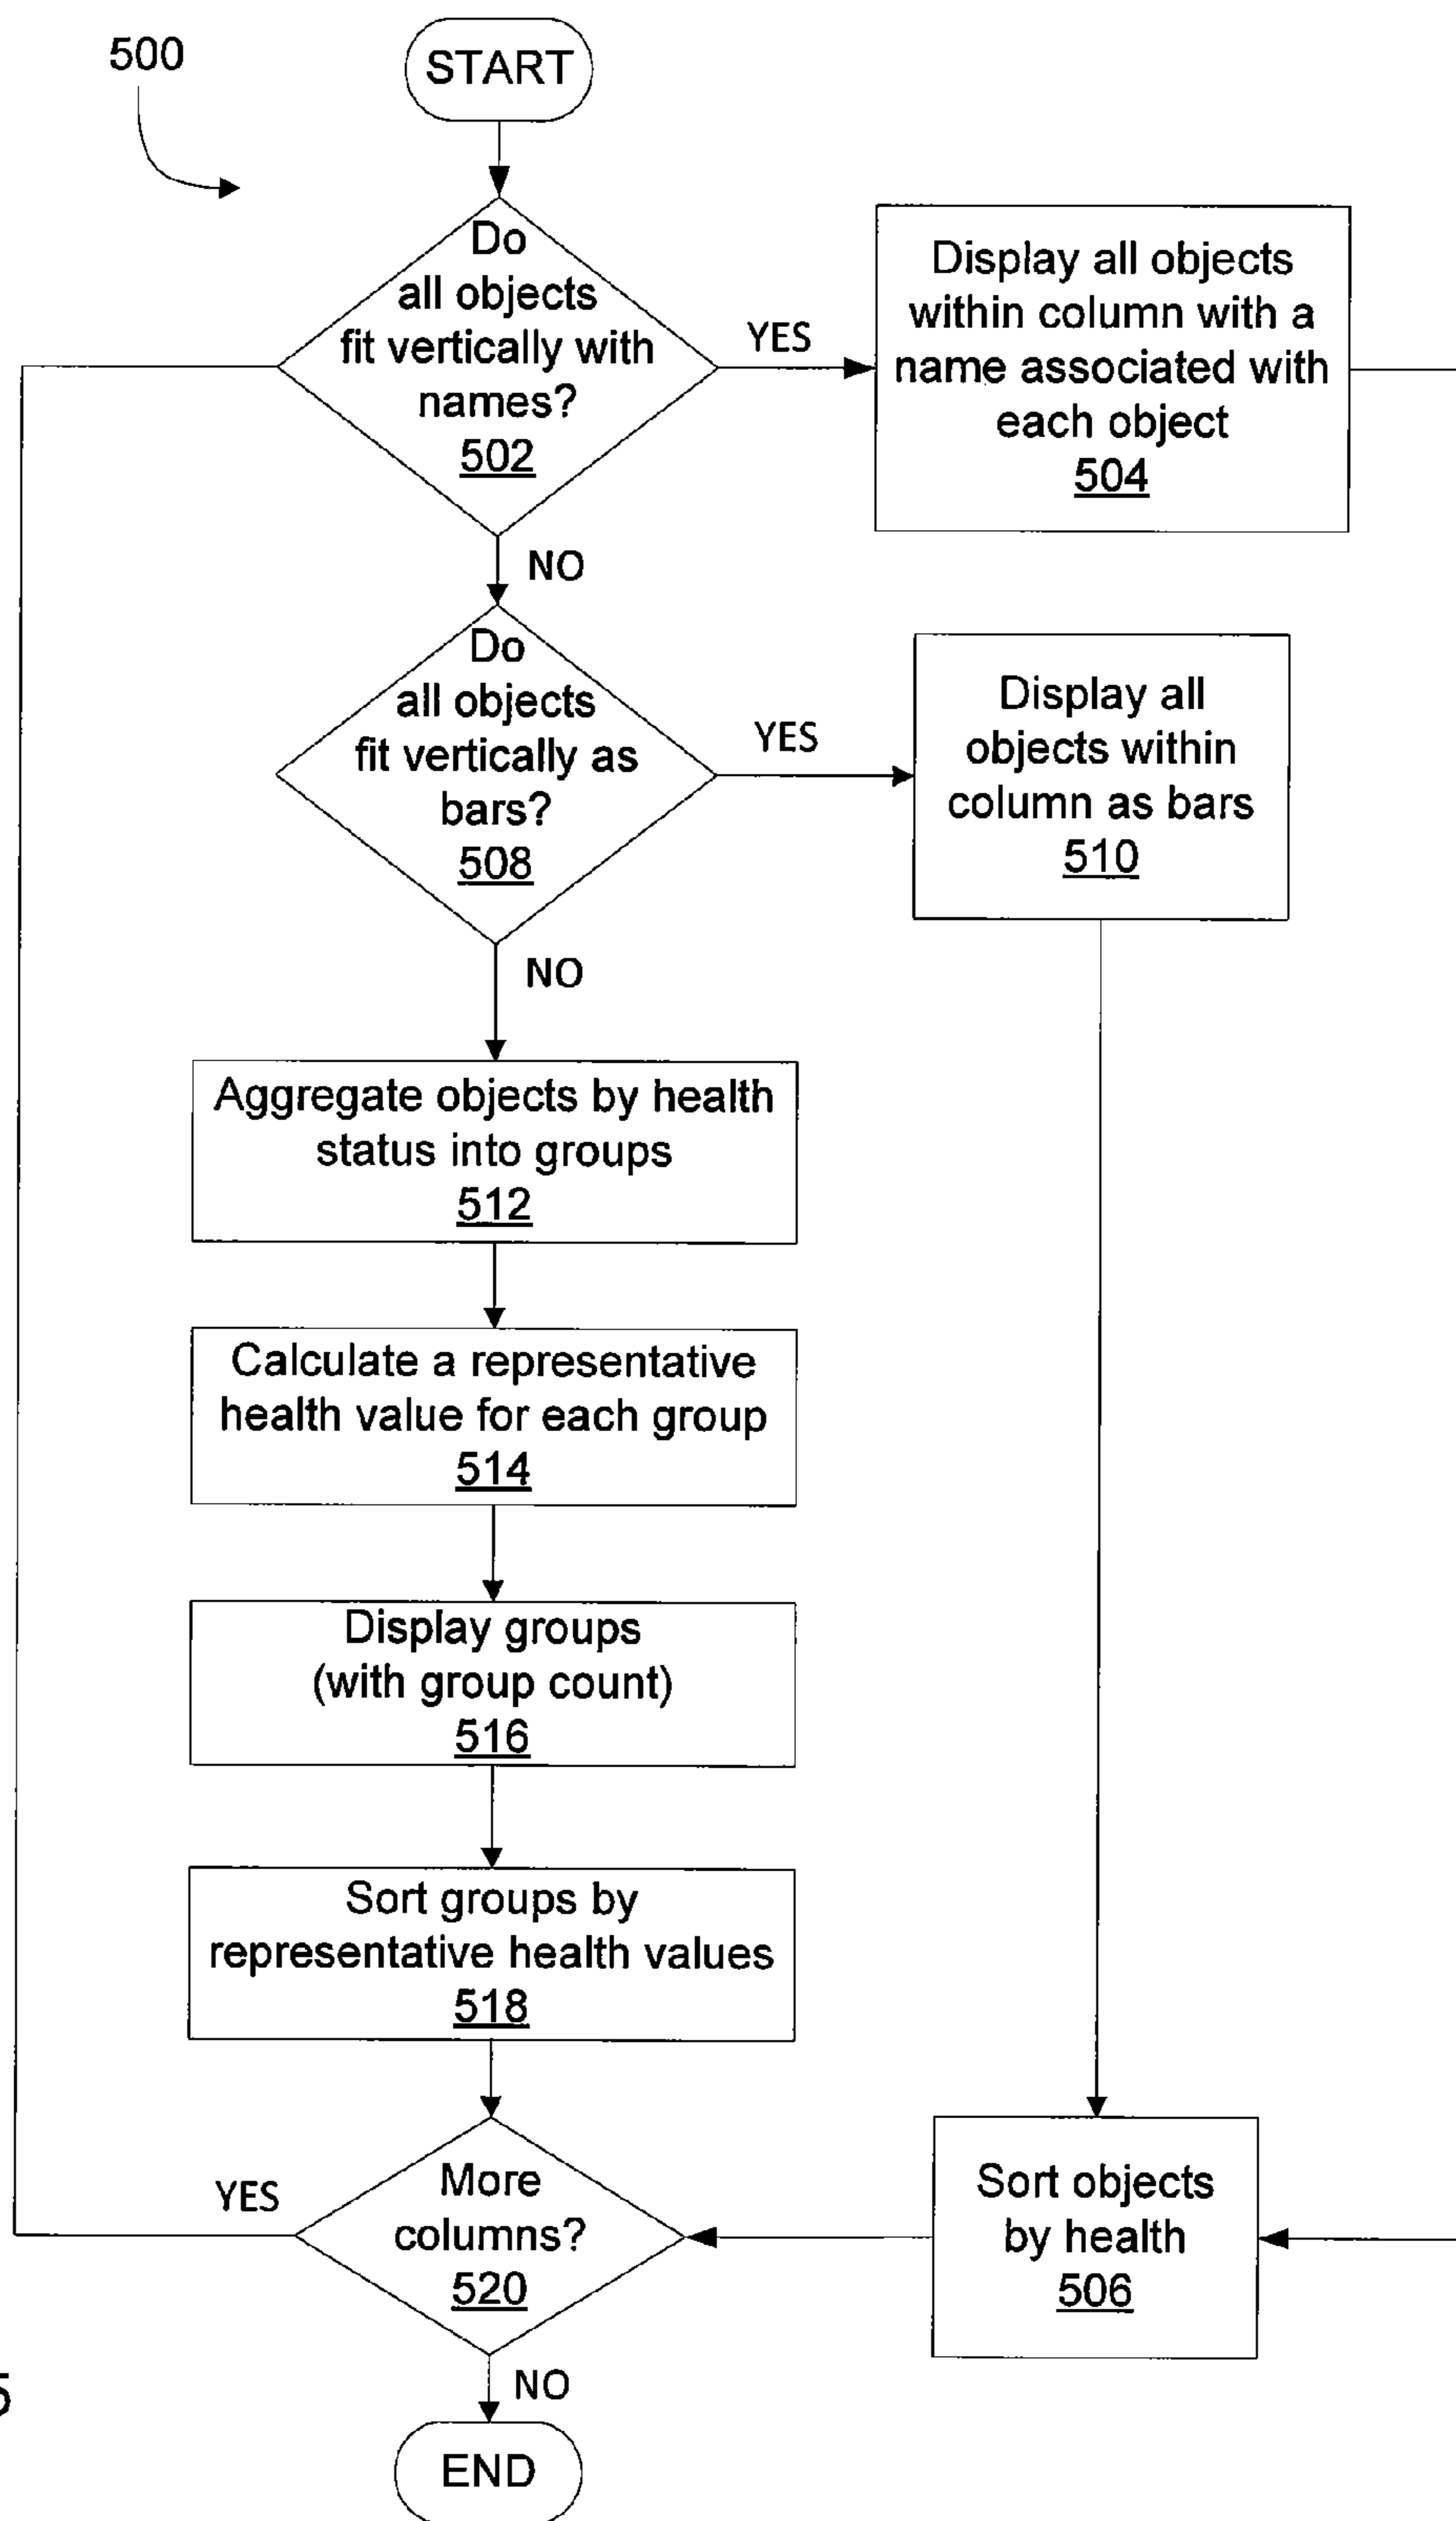 500
START
Do
all objects
fit vertically with
names?
502
YES
Display all objects
within column with a
name associated with
each object
504
NO
Do
all objects
fit vertically as
bars?
508
YES
Display all
objects within
column as bars
510
NO
Aggregate objects by health
status into groups
512
Calculate a representative
health value for each group
514
Display groups
(with group count)
516
Sort groups by
representative health values
518
YES
More
columns?
520
Sort objects
by health
506
NO
END